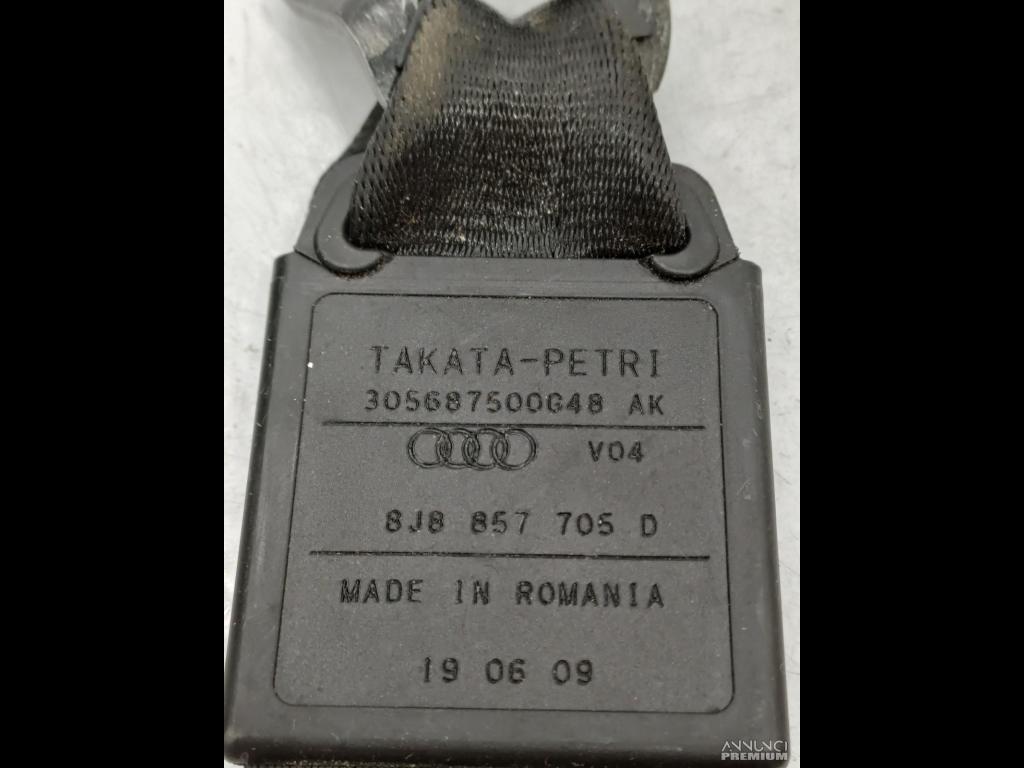 TAKATA-PETRI
305687500G48 AK
V04
8J8 857 705 D
MADE IN ROMANIA
19 06 09
ANNUNCI
PREMIUM